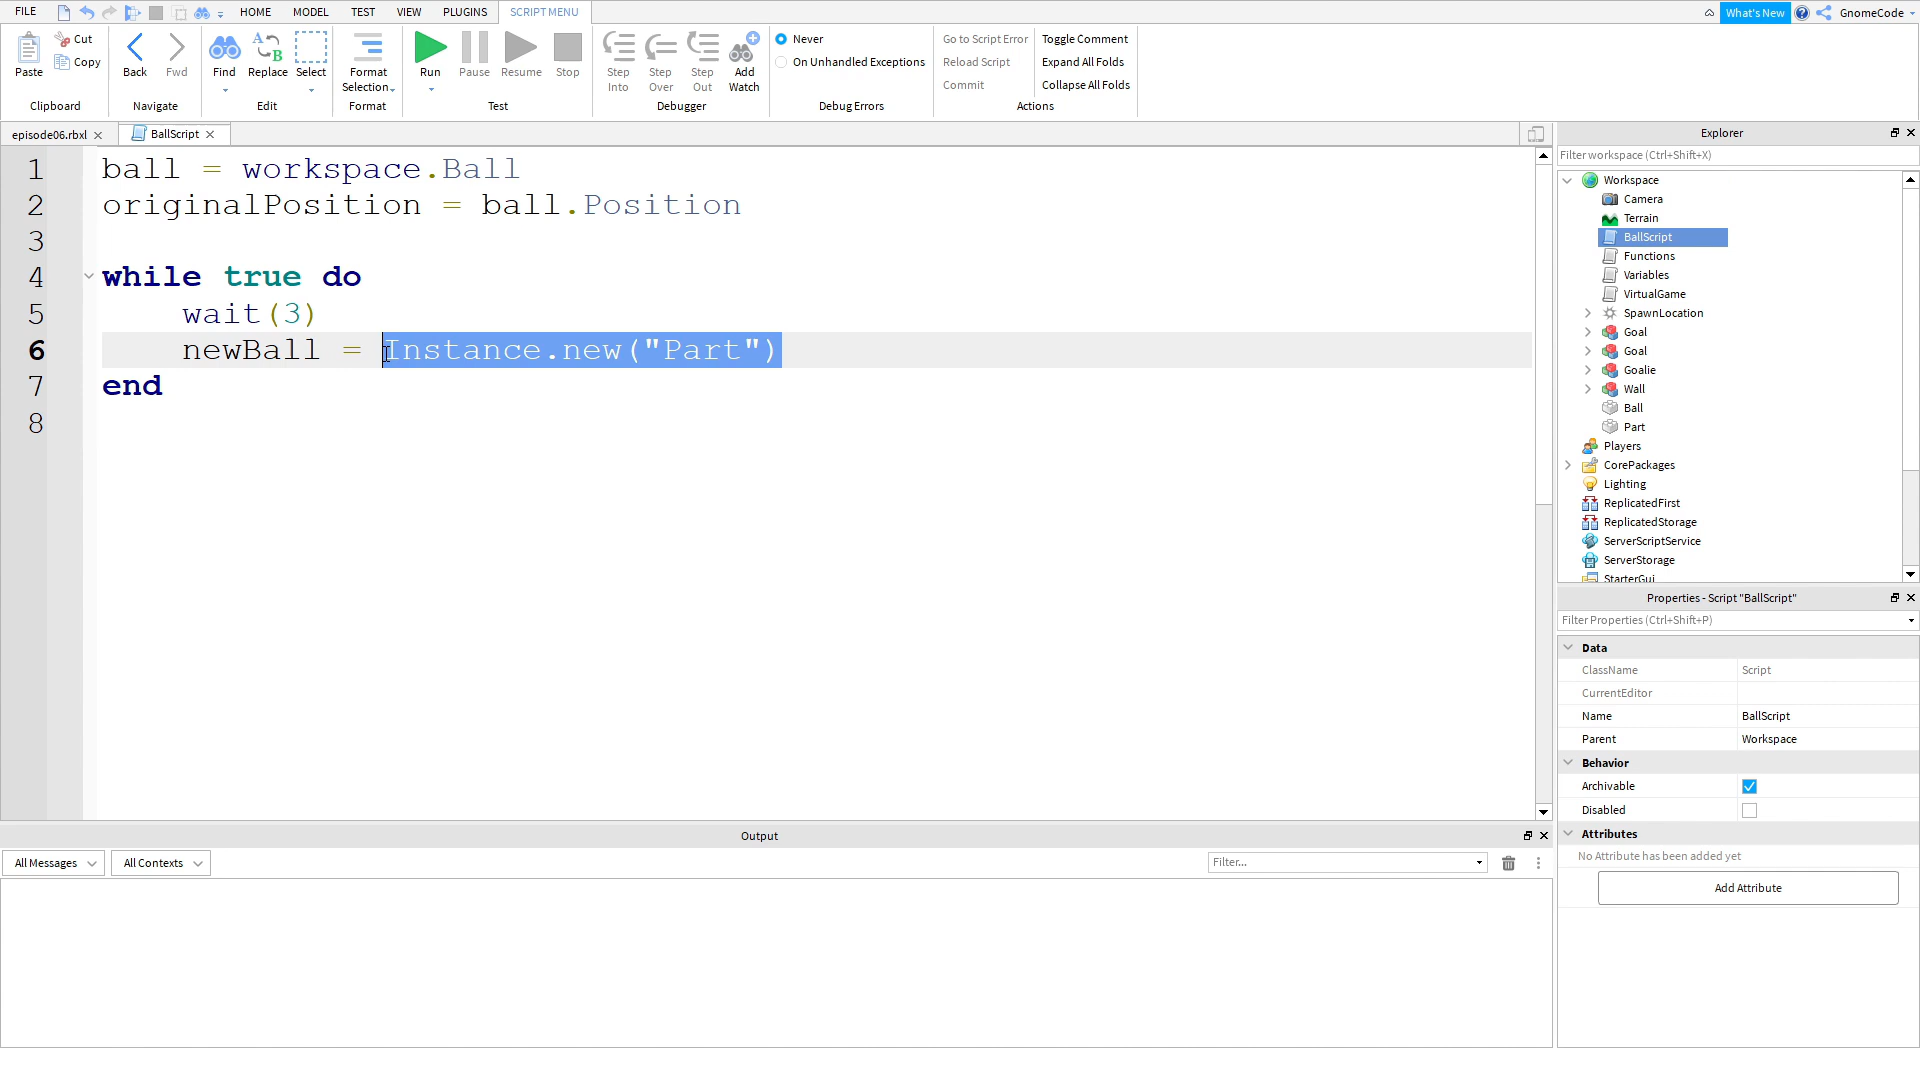 FILE HOME MODEL TEST VIEW PLUGINS SCRIPT MENU What's New GnomeCode
Paste Cut Copy Clipboard
Back Fwd Navigate
Find Replace Select Edit
Format Selection Format
Run Pause Resume Stop Test
Step Into Step Over Step Out Add Watch Debugger
Never
On Unhandled Exceptions
Debug Errors
Go to Script Error Toggle Comment
Reload Script Expand All Folds
Commit Collapse All Folds
Actions
episode06.rbxl BallScript
1 ball = workspace.Ball
2 originalPosition = ball.Position
3
4 while true do
5 wait(3)
6 newBall = Instance.new("Part")
7 end
8
Output
All Messages All Contexts Filter...
Explorer
Filter workspace (Ctrl+Shift+X)
Workspace
Camera
Terrain
BallScript
Functions
Variables
VirtualGame
SpawnLocation
Goal
Goal
Goalie
Wall
Ball
Part
Players
CorePackages
Lighting
ReplicatedFirst
ReplicatedStorage
ServerScriptService
ServerStorage
StarterGui
Properties - Script "BallScript"
Filter Properties (Ctrl+Shift+P)
Data
ClassName Script
CurrentEditor
Name BallScript
Parent Workspace
Behavior
Archivable
Disabled
Attributes
No Attribute has been added yet
Add Attribute